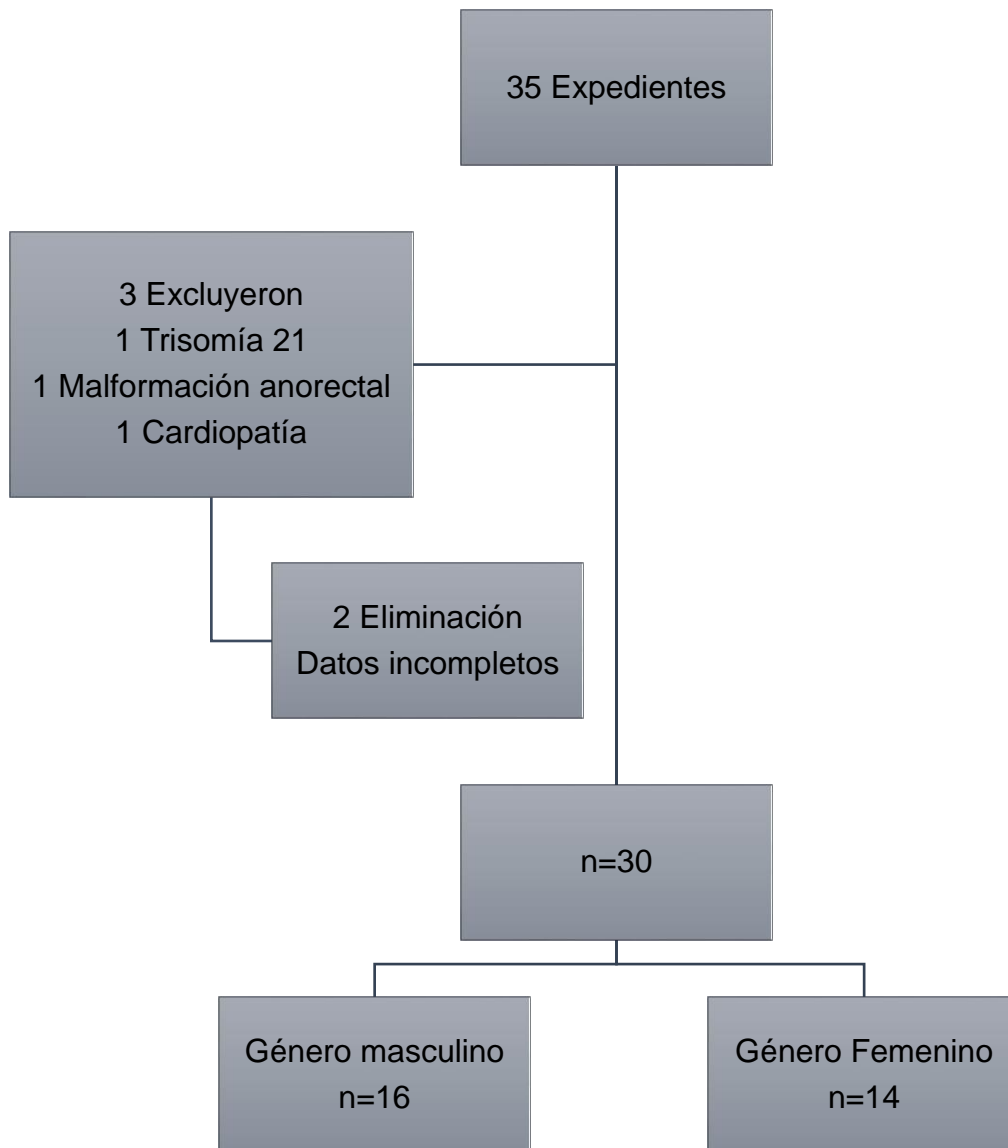 35 Expedientes
3 Excluyeron
1 Trisomía 21
1 Malformación anorectal
1 Cardiopatía
2 Eliminación
Datos incompletos
n=30
Género masculino
n=16
Género Femenino
n=14